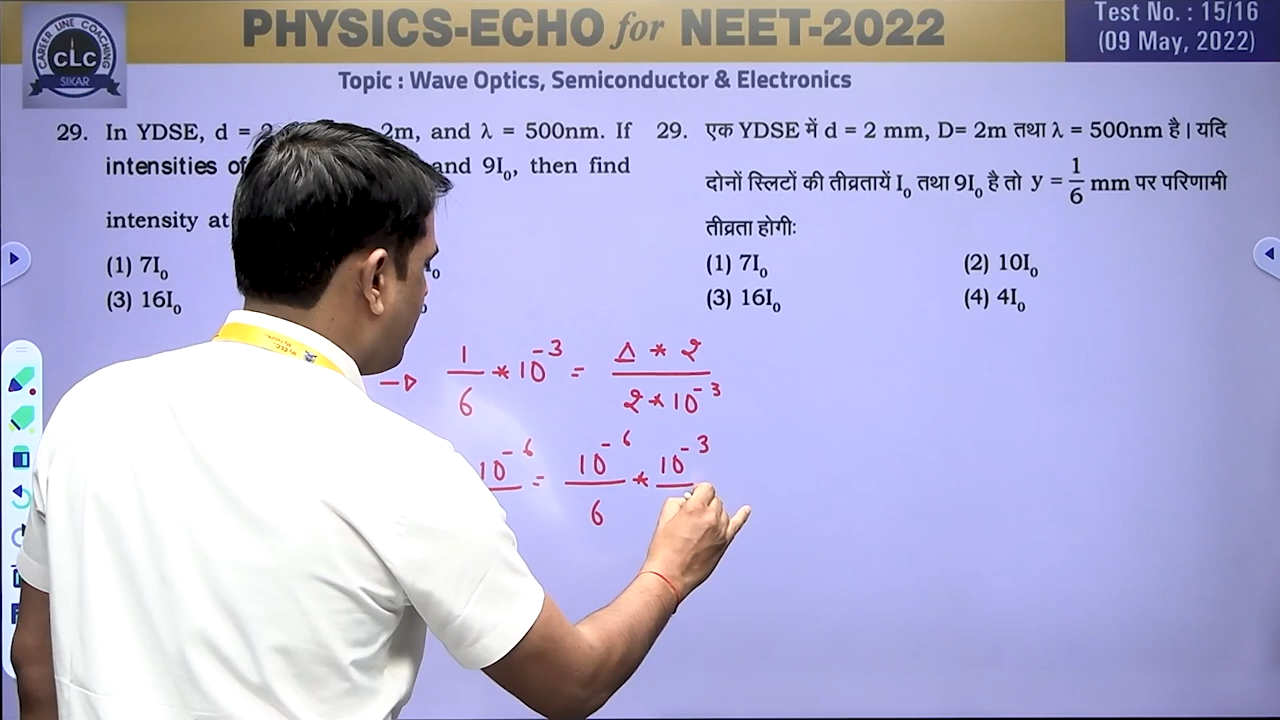 PHYSICS-ECHO for NEET-2022
Test No. : 15/16
(09 May, 2022)
CAREER LINE COACHING
CLC
SIKAR
Topic : Wave Optics, Semiconductor & Electronics
29. In YDSE, d = 2m, and λ = 500nm. If
intensities of and 9I₀, then find
intensity at
(1) 7I₀
(3) 16I₀
29. एक YDSE में d = 2 mm, D= 2m तथा λ = 500nm है। यदि
दोनों स्लिटों की तीव्रतायें I₀ तथा 9I₀ है तो y = 1/6 mm पर परिणामी
तीव्रता होगीः
(1) 7I₀ (2) 10I₀
(3) 16I₀ (4) 4I₀
1/6 * 10⁻³ = Δ * 2 / 2 * 10⁻³
10⁻⁶ = 10⁻⁶/6 * 10⁻³